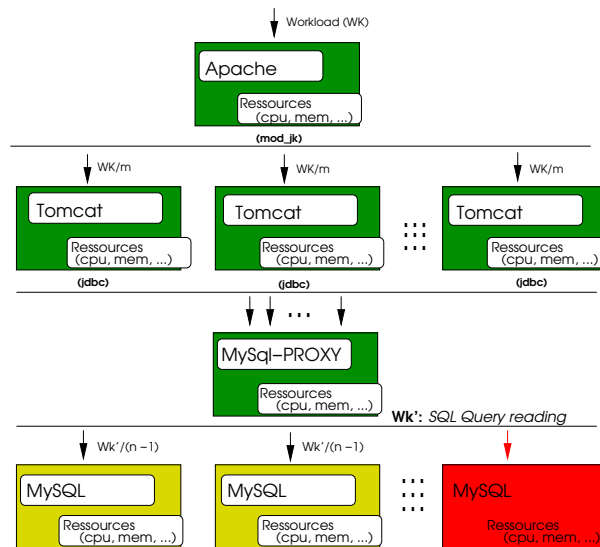 Workload (WK)
Apache
Ressources
(cpu, mem, ...)
(mod_jk)
WK/m WK/m WK/m
Tomcat Tomcat Tomcat
Ressources Ressources Ressources
(cpu, mem, ...) (cpu, mem, ...) (cpu, mem, ...)
(jdbc) (jdbc) (jdbc)
...
MySql-PROXY
Ressources
(cpu, mem, ...)
Wk': SQL Query reading
Wk'/(n -1) Wk'/(n -1)
MySQL MySQL MySQL
Ressources Ressources Ressources
(cpu, mem, ...) (cpu, mem, ...) (cpu, mem, ...)